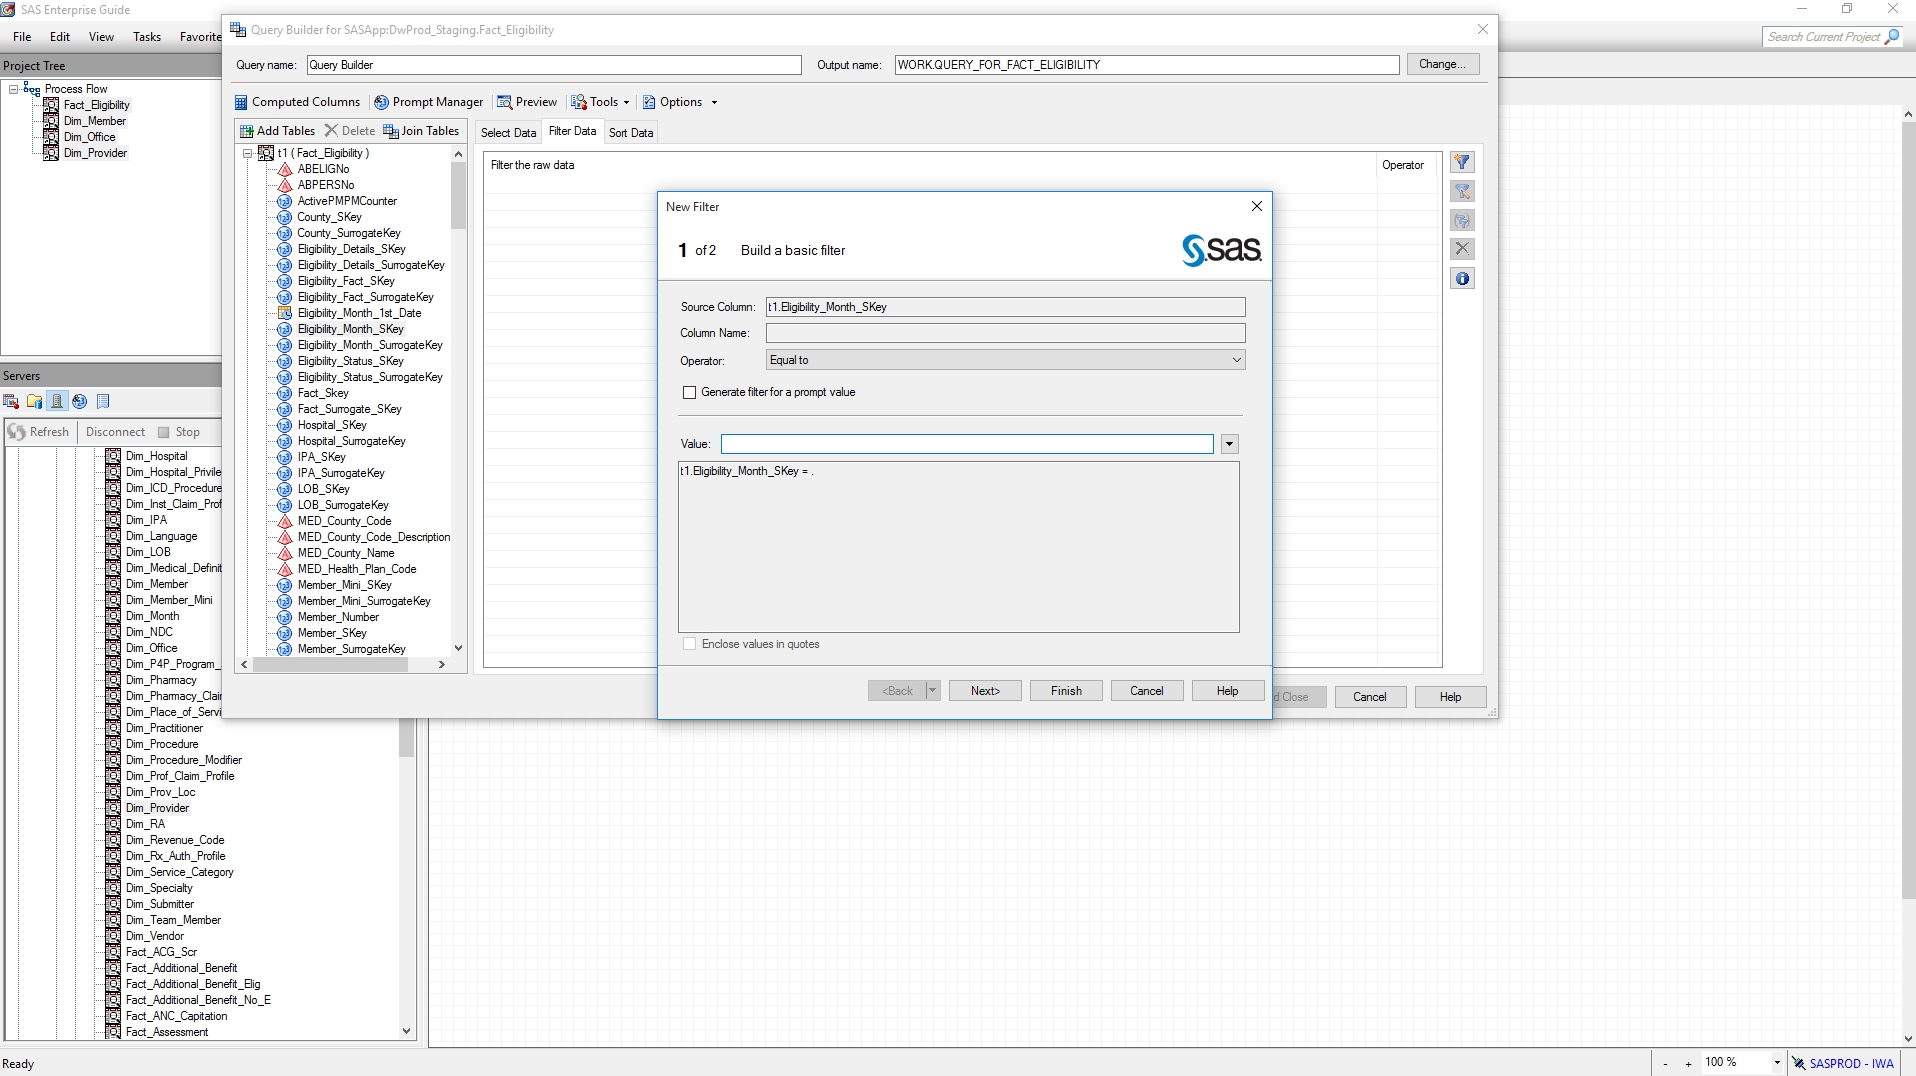 SAS Enterprise Guide
File Edit View Tasks Favorite
Search Current Project
Project Tree
Process Flow
Fact_Eligibility
Dim_Member
Dim_Office
Dim_Provider
Servers
Refresh Disconnect Stop
Dim_Hospital
Dim_Hospital_Privile
Dim_ICD_Procedure
Dim_Inst_Claim_Prof
Dim_IPA
Dim_Language
Dim_LOB
Dim_Medical_Definit
Dim_Member
Dim_Member_Mini
Dim_Month
Dim_NDC
Dim_Office
Dim_P4P_Program_
Dim_Pharmacy
Dim_Pharmacy_Clair
Dim_Place_of_Servi
Dim_Practitioner
Dim_Procedure
Dim_Procedure_Modifier
Dim_Prof_Claim_Profile
Dim_Prov_Loc
Dim_Provider
Dim_RA
Dim_Revenue_Code
Dim_Rx_Auth_Profile
Dim_Service_Category
Dim_Specialty
Dim_Submitter
Dim_Team_Member
Dim_Vendor
Fact_ACG_Scr
Fact_Additional_Benefit
Fact_Additional_Benefit_Elig
Fact_Additional_Benefit_No_E
Fact_ANC_Capitation
Fact_Assessment
Query Builder for SASApp:DwProd_Staging.Fact_Eligibility
Query name: Query Builder Output name: WORK.QUERY_FOR_FACT_ELIGIBILITY Change...
Computed Columns Prompt Manager Preview Tools Options
Add Tables Delete Join Tables
Select Data Filter Data Sort Data
t1 ( Fact_Eligibility )
ABELIGNo
ABPERSNo
ActivePMPMCounter
County_SKey
County_SurrogateKey
Eligibility_Details_SKey
Eligibility_Details_SurrogateKey
Eligibility_Fact_SKey
Eligibility_Fact_SurrogateKey
Eligibility_Month_1st_Date
Eligibility_Month_SKey
Eligibility_Month_SurrogateKey
Eligibility_Status_SKey
Eligibility_Status_SurrogateKey
Fact_Skey
Fact_Surrogate_SKey
Hospital_SKey
Hospital_SurrogateKey
IPA_SKey
IPA_SurrogateKey
LOB_SKey
LOB_SurrogateKey
MED_County_Code
MED_County_Code_Description
MED_County_Name
MED_Health_Plan_Code
Member_Mini_SKey
Member_Mini_SurrogateKey
Member_Number
Member_SKey
Member_SurrogateKey
Filter the raw data Operator
New Filter
1 of 2 Build a basic filter
sas
Source Column: t1.Eligibility_Month_SKey
Column Name:
Operator: Equal to
Generate filter for a prompt value
Value:
t1.Eligibility_Month_SKey = .
Enclose values in quotes
<Back Next> Finish Cancel Help
d Close Cancel Help
Ready
- + 100 % SASPROD - IWA